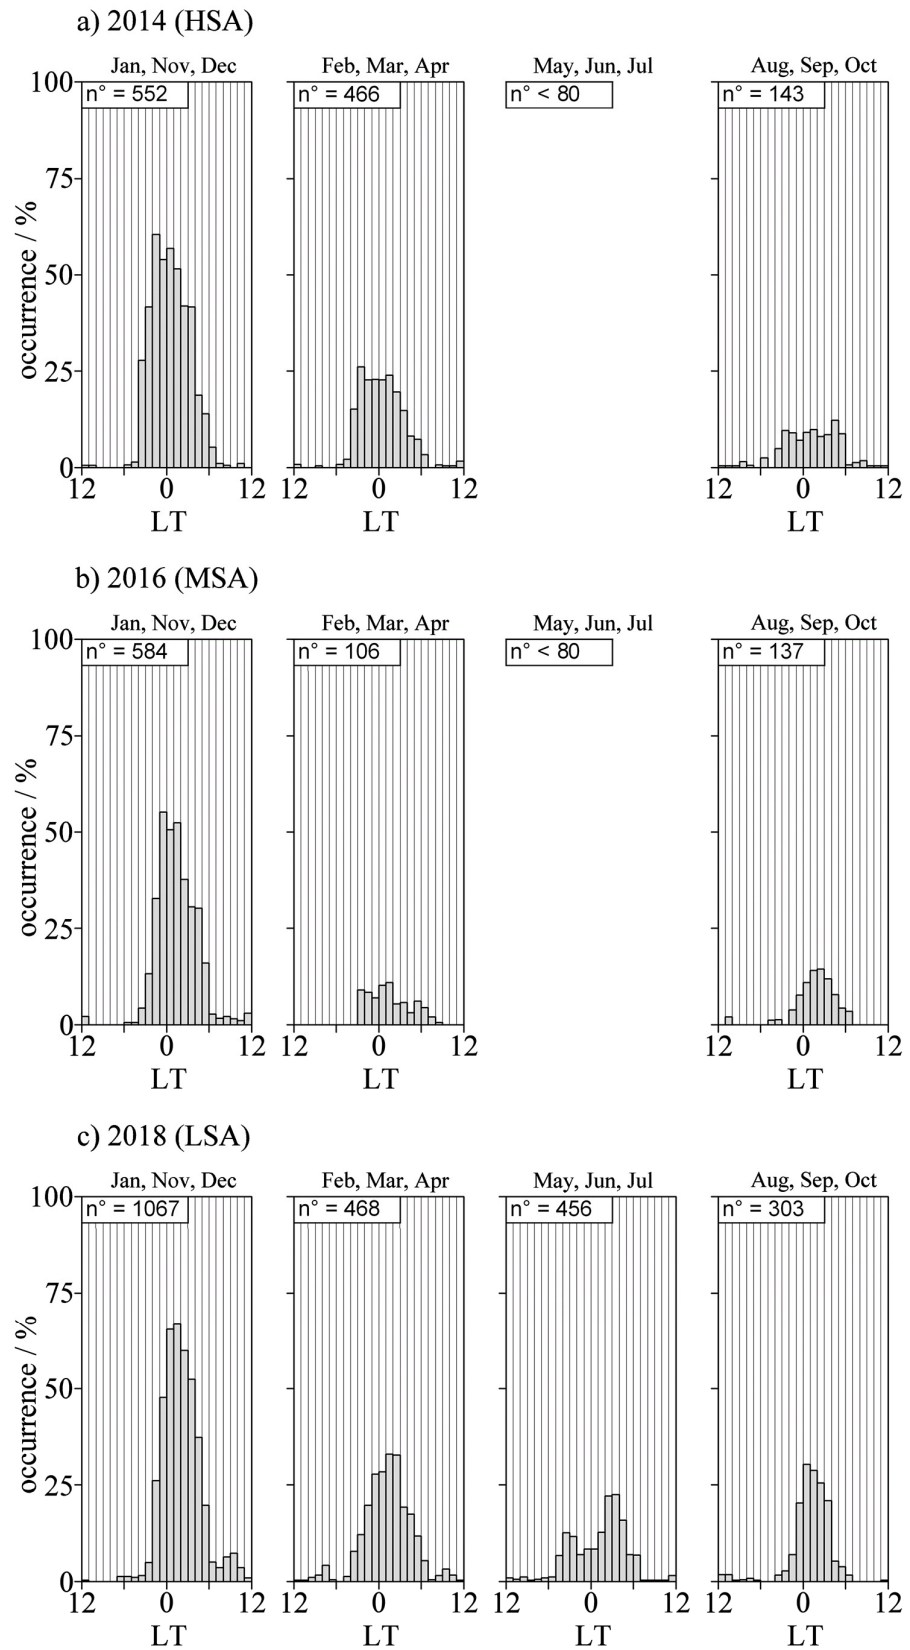 a) 2014 (HSA)
Jan, Nov, Dec Feb, Mar, Apr May, Jun, Jul Aug, Sep, Oct
100
n° = 552 n° = 466 n° < 80 n° = 143
75
50
25
0
occurrence / %
12 0 12 12 0 12 12 0 12
LT LT LT
b) 2016 (MSA)
Jan, Nov, Dec Feb, Mar, Apr May, Jun, Jul Aug, Sep, Oct
100
n° = 584 n° = 106 n° < 80 n° = 137
75
50
25
0
occurrence / %
12 0 12 12 0 12 12 0 12
LT LT LT
c) 2018 (LSA)
Jan, Nov, Dec Feb, Mar, Apr May, Jun, Jul Aug, Sep, Oct
100
n° = 1067 n° = 468 n° = 456 n° = 303
75
50
25
0
occurrence / %
12 0 12 12 0 12 12 0 12 12 0 12
LT LT LT LT